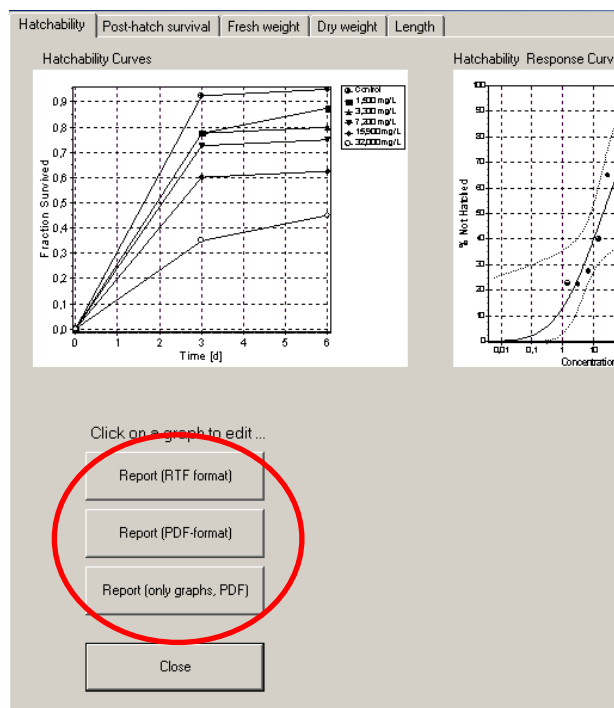 Hatchability Post-hatch survival Fresh weight Dry weight Length
Hatchability Curves
Fraction Survived
0,9
0,8
0,7
0,6
0,5
0,4
0,3
0,2
0,1
0,0
0 1 2 3 4 5 6
Time [d]
Control
1,800 mg/L
3,300 mg/L
7,200 mg/L
15,900 mg/L
32,000 mg/L
Hatchability Response Curv
% Not Hatched
100
90
80
70
60
50
40
30
20
10
0
0,01 0,1 1 10
Concentration
Click on a graph to edit ...
Report (RTF format)
Report (PDF-format)
Report (only graphs, PDF)
Close